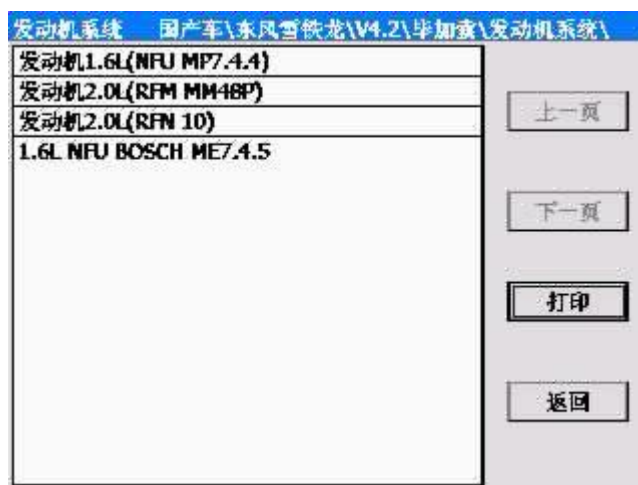 发动机系统 国产车\东风雪铁龙\V4.2\毕加索\发动机系统\
发动机1.6L(NFU MP7.4.4)
发动机2.0L(RFM MM48P)
发动机2.0L(RFN 10)
1.6L NFU BOSCH ME7.4.5
上一页
下一页
打印
返回